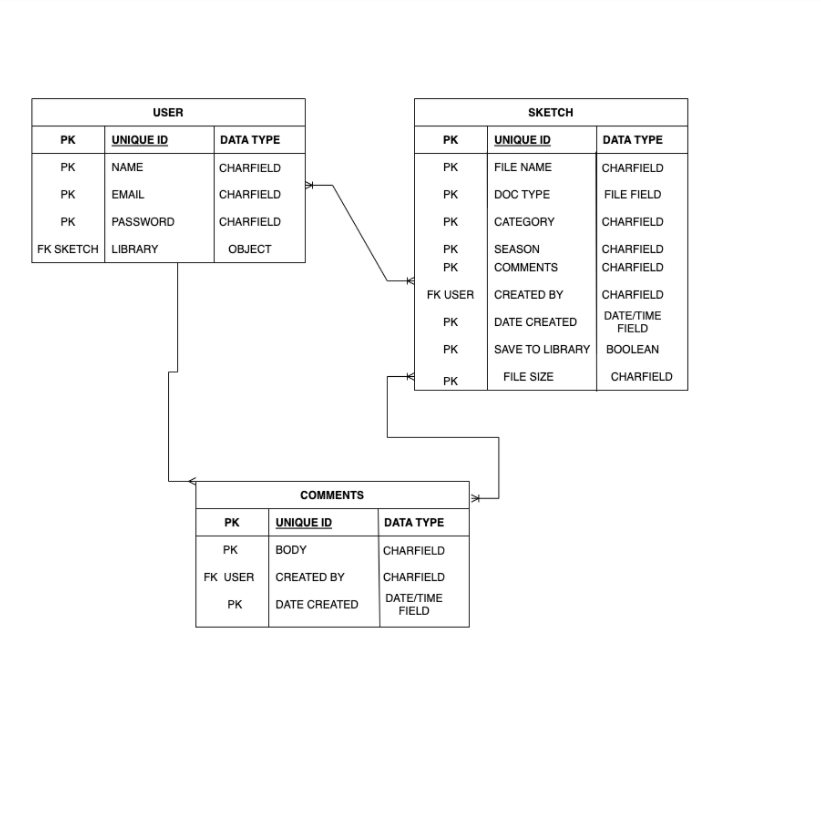 USER
PK UNIQUE ID DATA TYPE
PK NAME CHARFIELD
PK EMAIL CHARFIELD
PK PASSWORD CHARFIELD
FK SKETCH LIBRARY OBJECT
SKETCH
PK UNIQUE ID DATA TYPE
PK FILE NAME CHARFIELD
PK DOC TYPE FILE FIELD
PK CATEGORY CHARFIELD
PK SEASON CHARFIELD
PK COMMENTS CHARFIELD
FK USER CREATED BY CHARFIELD
PK DATE CREATED DATE/TIME
FIELD
PK SAVE TO LIBRARY BOOLEAN
PK FILE SIZE CHARFIELD
COMMENTS
PK UNIQUE ID DATA TYPE
PK BODY CHARFIELD
FK USER CREATED BY CHARFIELD
PK DATE CREATED DATE/TIME
FIELD